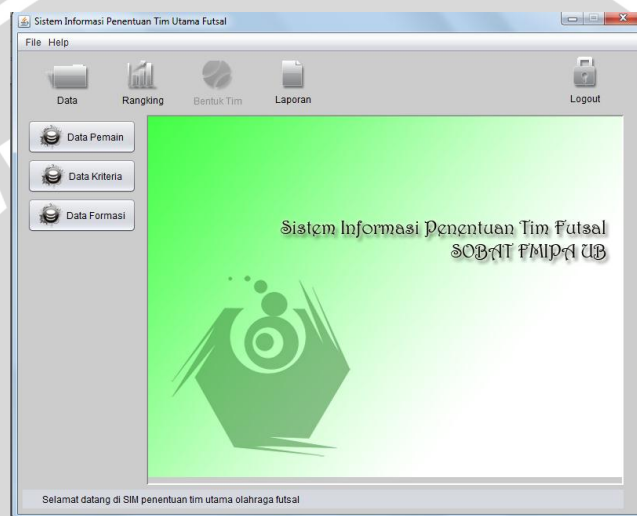 Sistem Informasi Penentuan Tim Utama Futsal
File Help
Data Rangking Bentuk Tim Laporan Logout
Data Pemain
Data Kriteria
Data Formasi
Sistem Informasi Penentuan Tim Futsal
SOBAT FMIPA UB
Selamat datang di SIM penentuan tim utama olahraga futsal